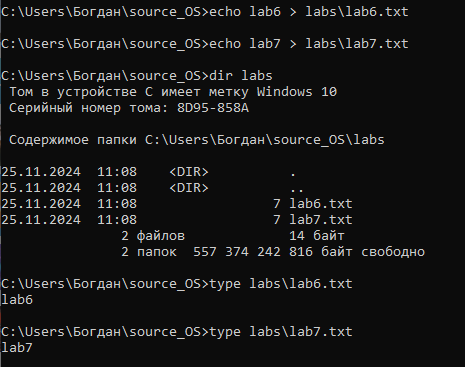 C:\Users\Богдан\source_OS>echo lab6 > labs\lab6.txt
C:\Users\Богдан\source_OS>echo lab7 > labs\lab7.txt
C:\Users\Богдан\source_OS>dir labs
 Том в устройстве C имеет метку Windows 10
 Серийный номер тома: 8D95-858A
 Содержимое папки C:\Users\Богдан\source_OS\labs
25.11.2024  11:08    <DIR>          .
25.11.2024  11:08    <DIR>          ..
25.11.2024  11:08                 7 lab6.txt
25.11.2024  11:08                 7 lab7.txt
               2 файлов             14 байт
               2 папок  557 374 242 816 байт свободно
C:\Users\Богдан\source_OS>type labs\lab6.txt
lab6
C:\Users\Богдан\source_OS>type labs\lab7.txt
lab7